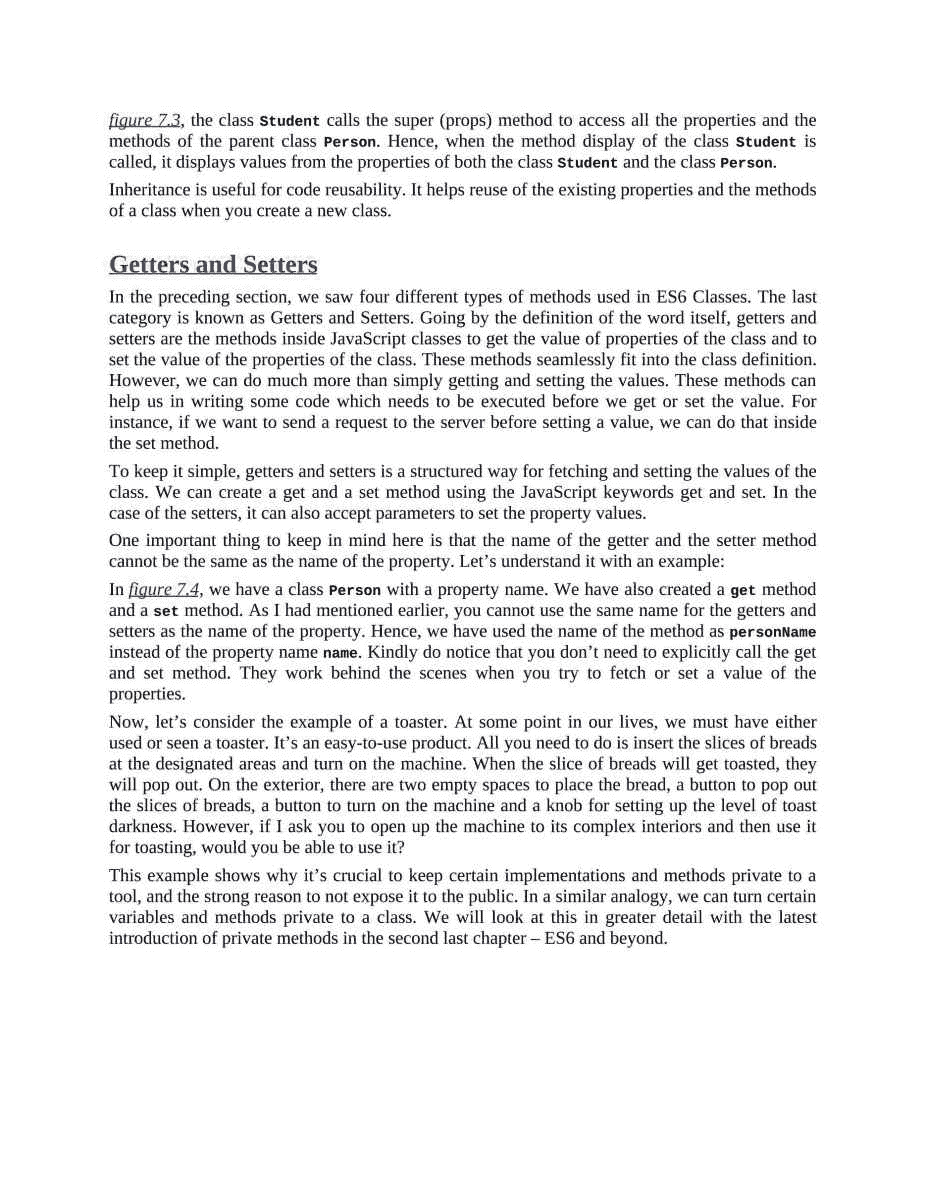 figure 7.3, the class Student calls the super (props) method to access all the properties and the
methods of the parent class Person. Hence, when the method display of the class Student is
called, it displays values from the properties of both the class Student and the class Person.
Inheritance is useful for code reusability. It helps reuse of the existing properties and the methods
of a class when you create a new class.
Getters and Setters
In the preceding section, we saw four different types of methods used in ES6 Classes. The last
category is known as Getters and Setters. Going by the definition of the word itself, getters and
setters are the methods inside JavaScript classes to get the value of properties of the class and to
set the value of the properties of the class. These methods seamlessly fit into the class definition.
However, we can do much more than simply getting and setting the values. These methods can
help us in writing some code which needs to be executed before we get or set the value. For
instance, if we want to send a request to the server before setting a value, we can do that inside
the set method.
To keep it simple, getters and setters is a structured way for fetching and setting the values of the
class. We can create a get and a set method using the JavaScript keywords get and set. In the
case of the setters, it can also accept parameters to set the property values.
One important thing to keep in mind here is that the name of the getter and the setter method
cannot be the same as the name of the property. Let’s understand it with an example:
In figure 7.4, we have a class Person with a property name. We have also created a get method
and a set method. As I had mentioned earlier, you cannot use the same name for the getters and
setters as the name of the property. Hence, we have used the name of the method as personName
instead of the property name name. Kindly do notice that you don’t need to explicitly call the get
and set method. They work behind the scenes when you try to fetch or set a value of the
properties.
Now, let’s consider the example of a toaster. At some point in our lives, we must have either
used or seen a toaster. It’s an easy-to-use product. All you need to do is insert the slices of breads
at the designated areas and turn on the machine. When the slice of breads will get toasted, they
will pop out. On the exterior, there are two empty spaces to place the bread, a button to pop out
the slices of breads, a button to turn on the machine and a knob for setting up the level of toast
darkness. However, if I ask you to open up the machine to its complex interiors and then use it
for toasting, would you be able to use it?
This example shows why it’s crucial to keep certain implementations and methods private to a
tool, and the strong reason to not expose it to the public. In a similar analogy, we can turn certain
variables and methods private to a class. We will look at this in greater detail with the latest
introduction of private methods in the second last chapter – ES6 and beyond.